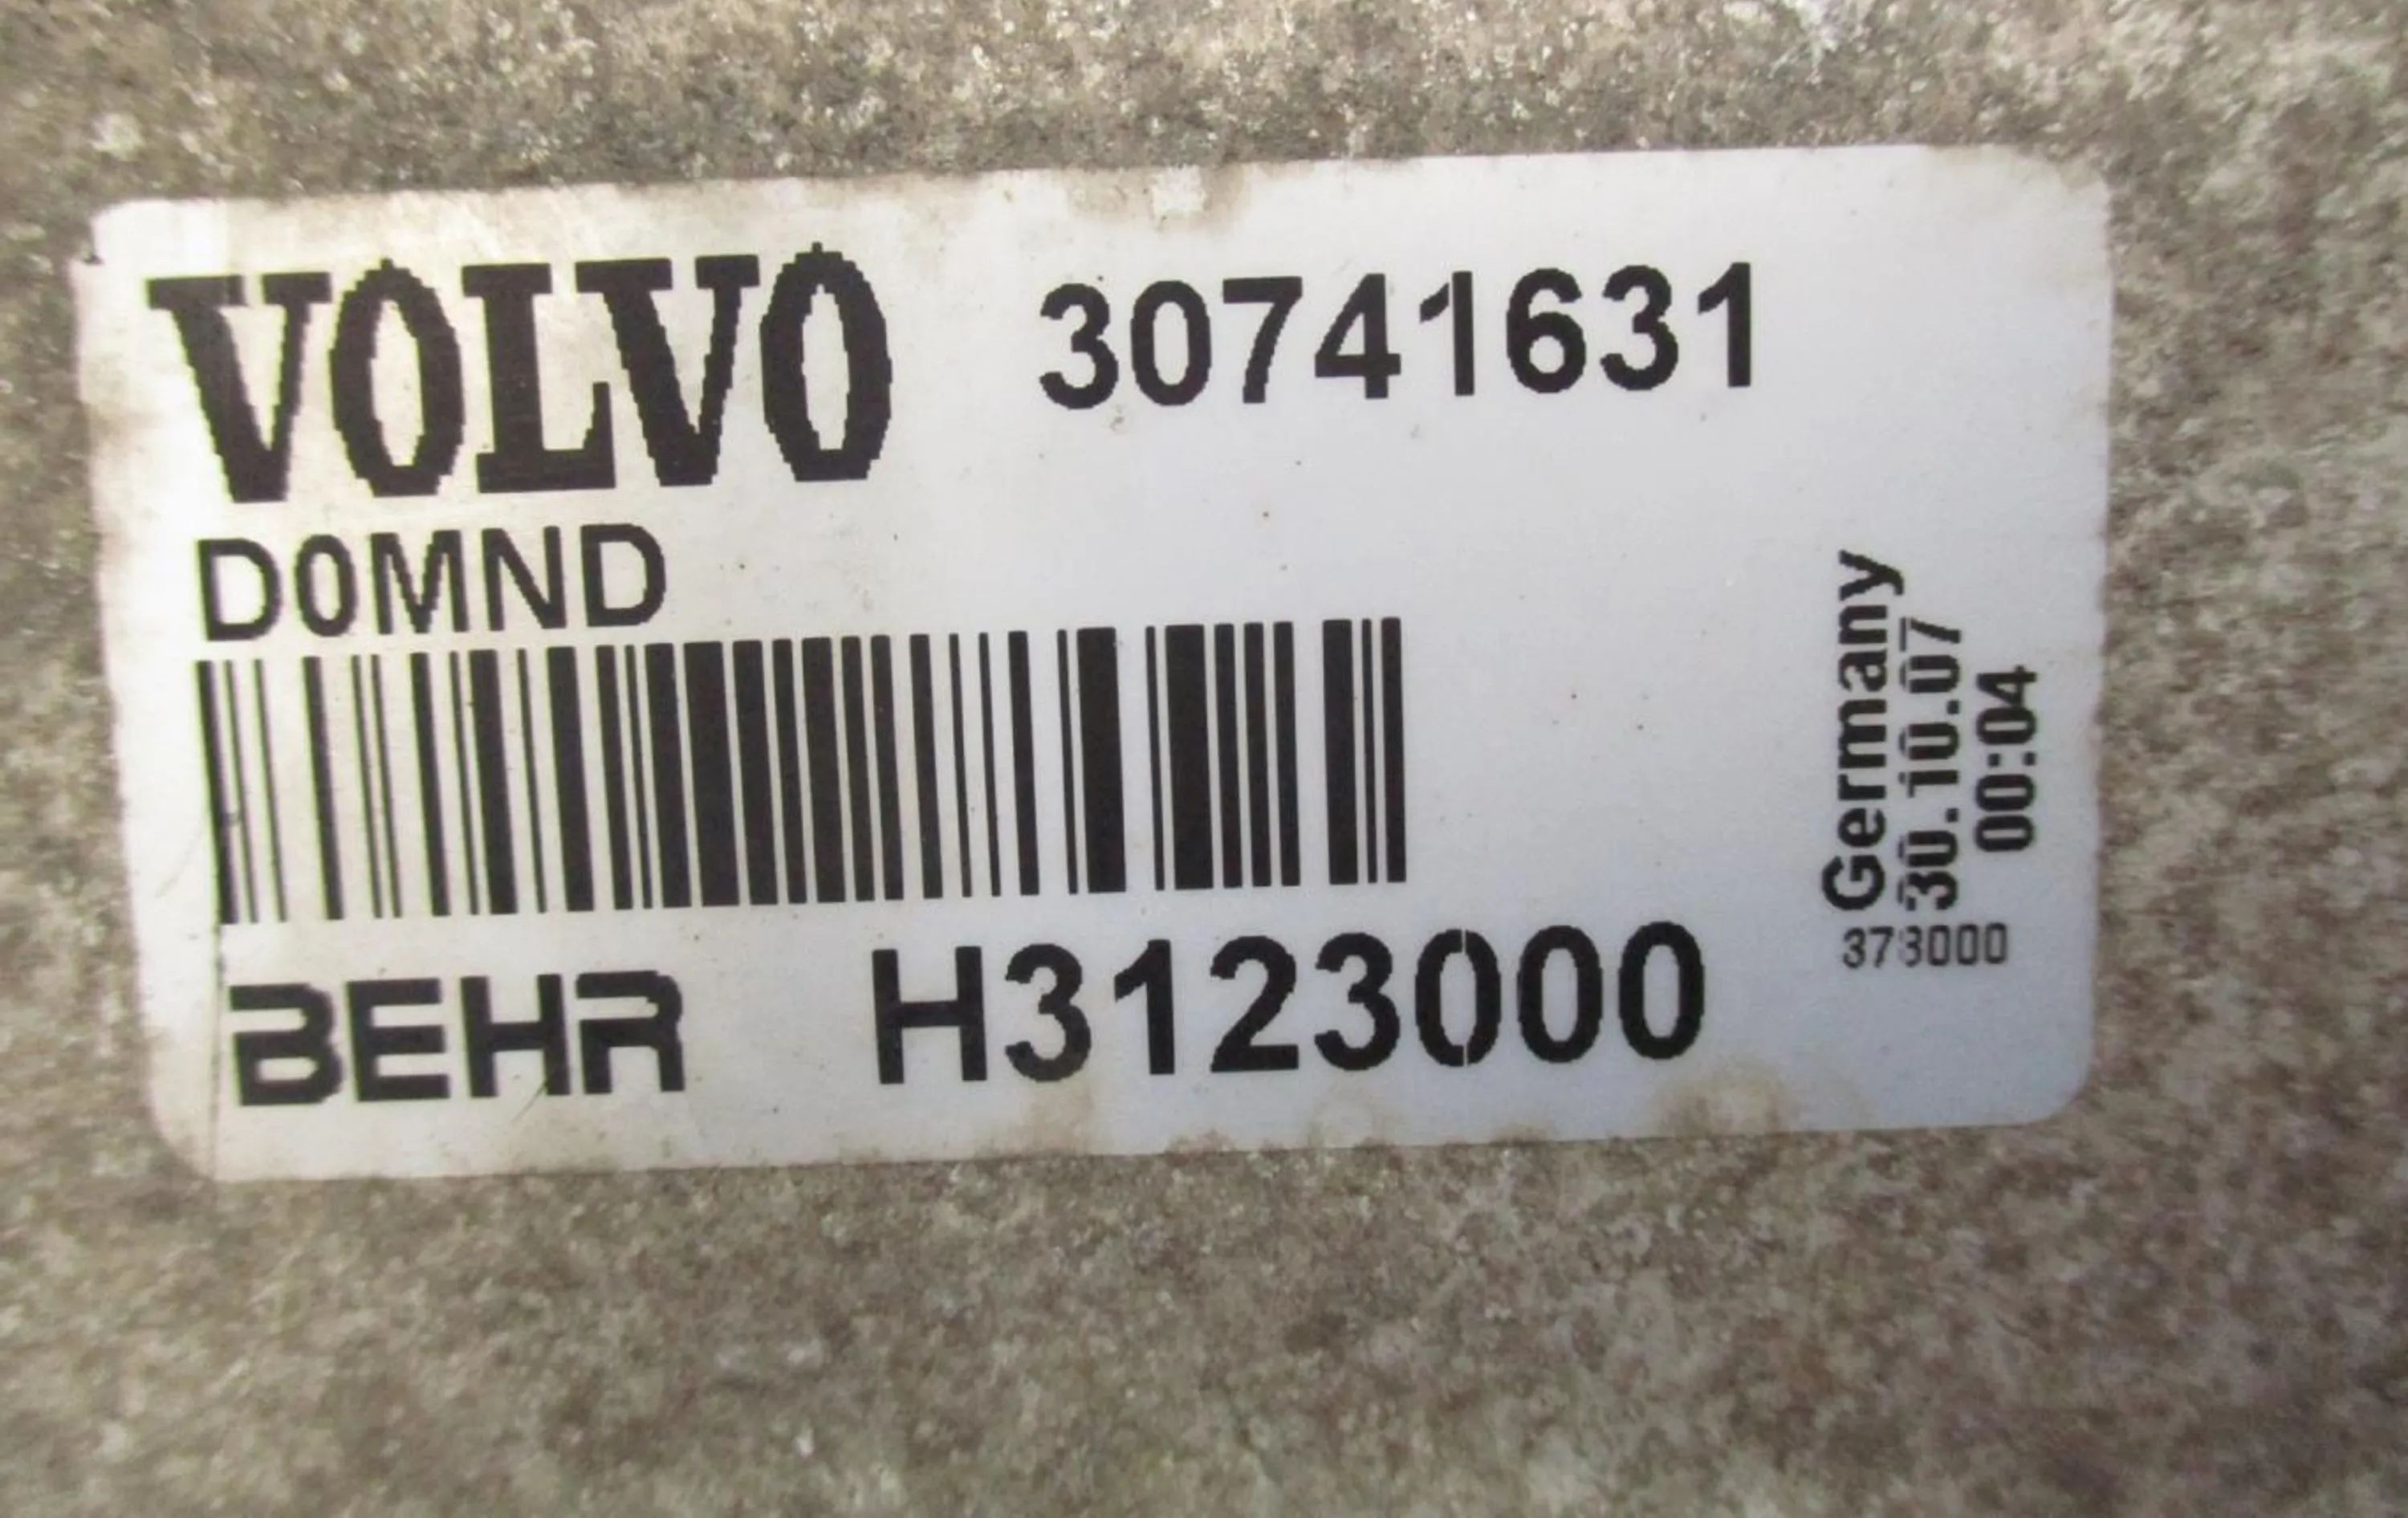 VOLVO 30741631
D0MND
BEHR H3123000
Germany
30.10.07
00:04
373000